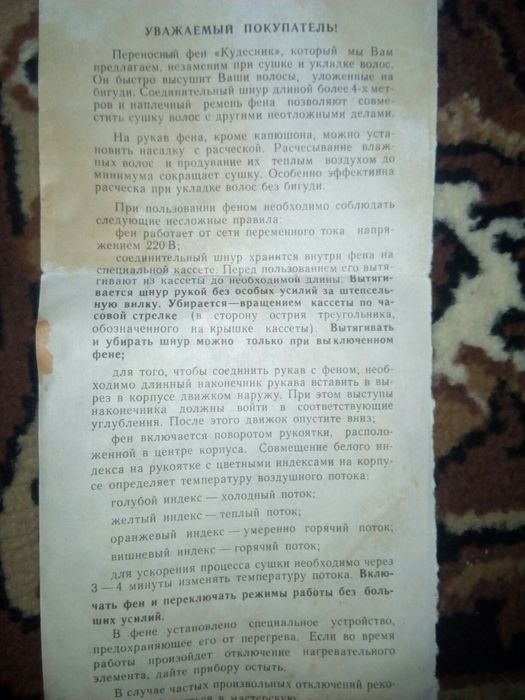 УВАЖАЕМЫЙ ПОКУПАТЕЛЬ!
Переносный фен «Кудесник», который мы Вам
предлагаем, незаменим при сушке и укладке волос.
Он быстро высушит Ваши волосы, уложенные на
бигуди. Соединительный шнур длиной более 4-х мет-
ров и наплечный ремень фена позволяют совме-
стить сушку волос с другими неотложными делами.
На рукав фена, кроме капюшона, можно уста-
новить насадку с расческой. Расчесывание влаж-
ных волос и продувание их теплым воздухом до
минимума сокращает сушку. Особенно эффективна
расческа при укладке волос без бигуди.
При пользовании феном необходимо соблюдать
следующие несложные правила:
фен работает от сети переменного тока напря-
жением 220 В;
соединительный шнур хранится внутри фена на
специальной кассете. Перед пользованием его вытя-
гивают из кассеты до необходимой длины. Вытяги-
вается шнур рукой без особых усилий за штепсель-
ную вилку. Убирается—вращением кассеты по ча-
совой стрелке (в сторону острия треугольника,
обозначенного на крышке кассеты). Вытягивать
и убирать шнур можно только при выключенном
фене;
для того, чтобы соединить рукав с феном, необ-
ходимо длинный наконечник рукава вставить в вы-
рез в корпусе движком наружу. При этом выступы
наконечника должны войти в соответствующие
углубления. После этого движок опустите вниз;
фен включается поворотом рукоятки, располо-
женной в центре корпуса. Совмещение белого ин-
декса на рукоятке с цветными индексами на корпу-
се определяет температуру воздушного потока:
голубой индекс — холодный поток;
желтый индекс — теплый поток;
оранжевый индекс — умеренно горячий поток;
вишневый индекс — горячий поток;
для ускорения процесса сушки необходимо через
3 — 4 минуты изменять температуру потока. Вклю-
чать фен и переключать режимы работы без боль-
ших усилий.
В фене установлено специальное устройство,
предохраняющее его от перегрева. Если во время
работы произойдет отключение нагревательного
элемента, дайте прибору остыть.
В случае частых произвольных отключений реко-
в мастерскую